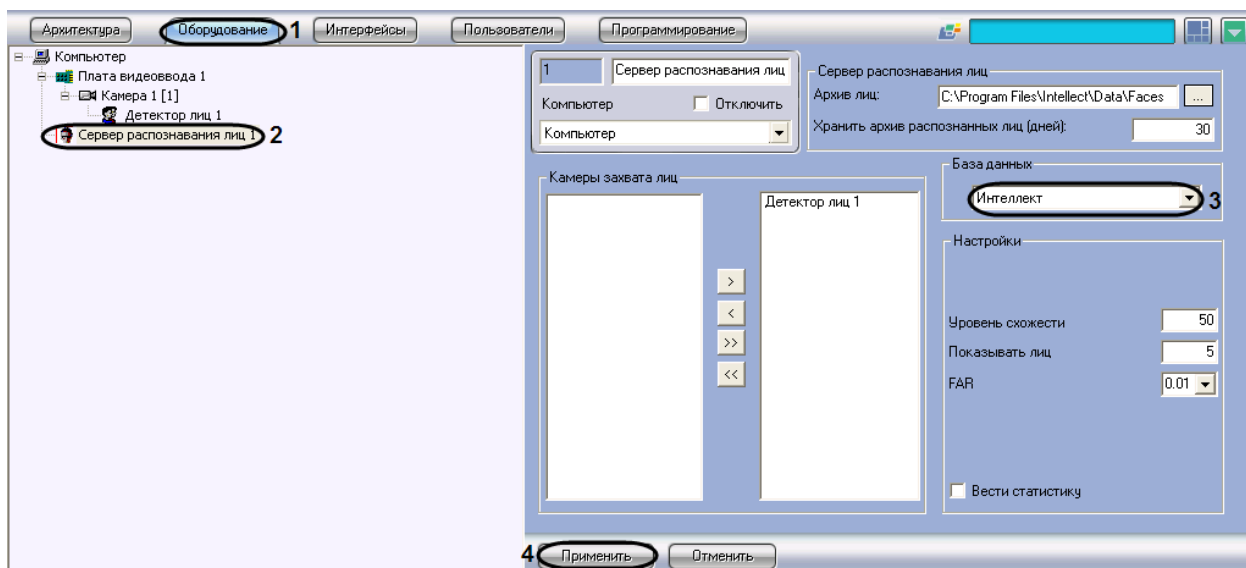 Архитектура Оборудование 1 Интерфейсы Пользователи Программирование
Компьютер
Плата видеоввода 1
Камера 1 [1]
Детектор лиц 1
Сервер распознавания лиц 1 2
1 Сервер распознавания лиц
Компьютер Отключить
Компьютер
Сервер распознавания лиц
Архив лиц: C:\Program Files\Intellect\Data\Faces ...
Хранить архив распознанных лиц (дней): 30
Камеры захвата лиц
Детектор лиц 1
>
<
>>
<<
База данных
Интеллект 3
Настройки
Уровень схожести 50
Показывать лиц 5
FAR 0.01
Вести статистику
4 Применить Отменить